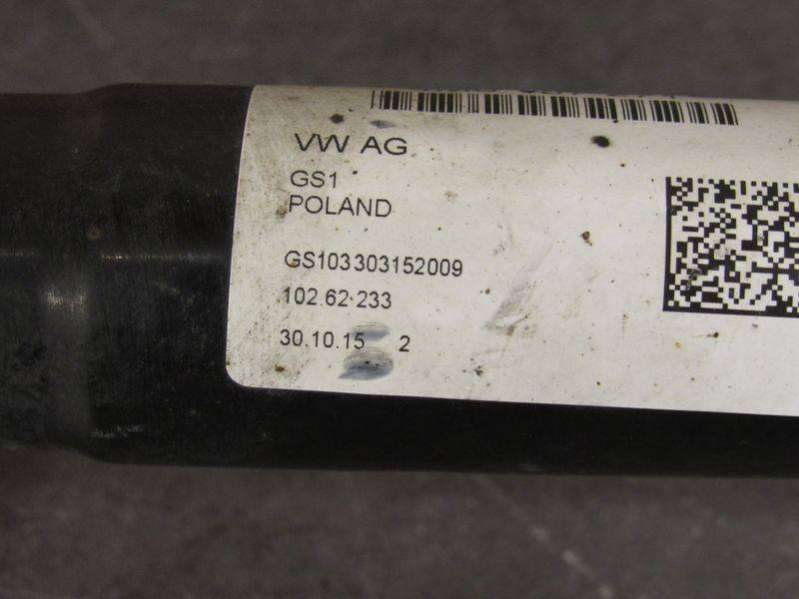 VW AG
GS1
POLAND
GS103303152009
102.62-233
30.10.15 2